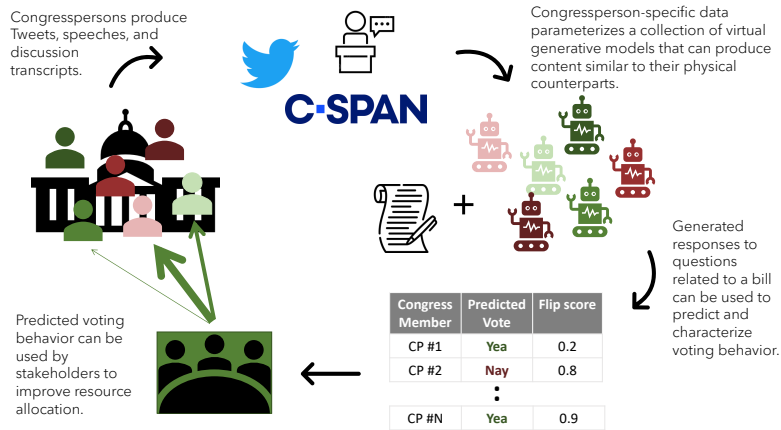 Congresspersons produce
Tweets, speeches, and
discussion
transcripts.
C-SPAN
Congressperson-specific data
parameterizes a collection of virtual
generative models that can produce
content similar to their physical
counterparts.
+
Generated
responses to
questions
related to a bill
can be used to
predict and
characterize
voting behavior.
Congress Member Predicted Vote Flip score
CP #1 Yea 0.2
CP #2 Nay 0.8
:
CP #N Yea 0.9
Predicted voting
behavior can be
used by
stakeholders to
improve resource
allocation.